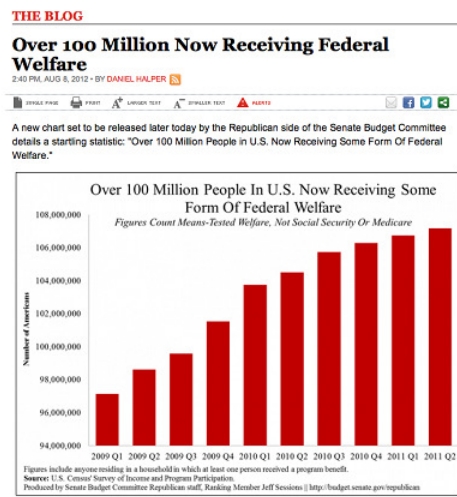 THE BLOG
Over 100 Million Now Receiving Federal
Welfare
2:40 PM, AUG 8, 2012 • BY DANIEL HALPER
SINGLE PAGE PRINT LARGER TEXT SMALLER TEXT ALERTS
A new chart set to be released later today by the Republican side of the Senate Budget Committee
details a startling statistic: "Over 100 Million People in U.S. Now Receiving Some Form Of Federal
Welfare."
Over 100 Million People In U.S. Now Receiving Some
Form Of Federal Welfare
Figures Count Means-Tested Welfare, Not Social Security Or Medicare
Number of Americans
108,000,000
106,000,000
104,000,000
102,000,000
100,000,000
98,000,000
96,000,000
94,000,000
2009 Q1 2009 Q2 2009 Q3 2009 Q4 2010 Q1 2010 Q2 2010 Q3 2010 Q4 2011 Q1 2011 Q2
Figures include anyone residing in a household in which at least one person received a program benefit.
Source: U.S. Census' Survey of Income and Program Participation.
Produced by Senate Budget Committee Republican staff, Ranking Member Jeff Sessions || http://budget.senate.gov/republican